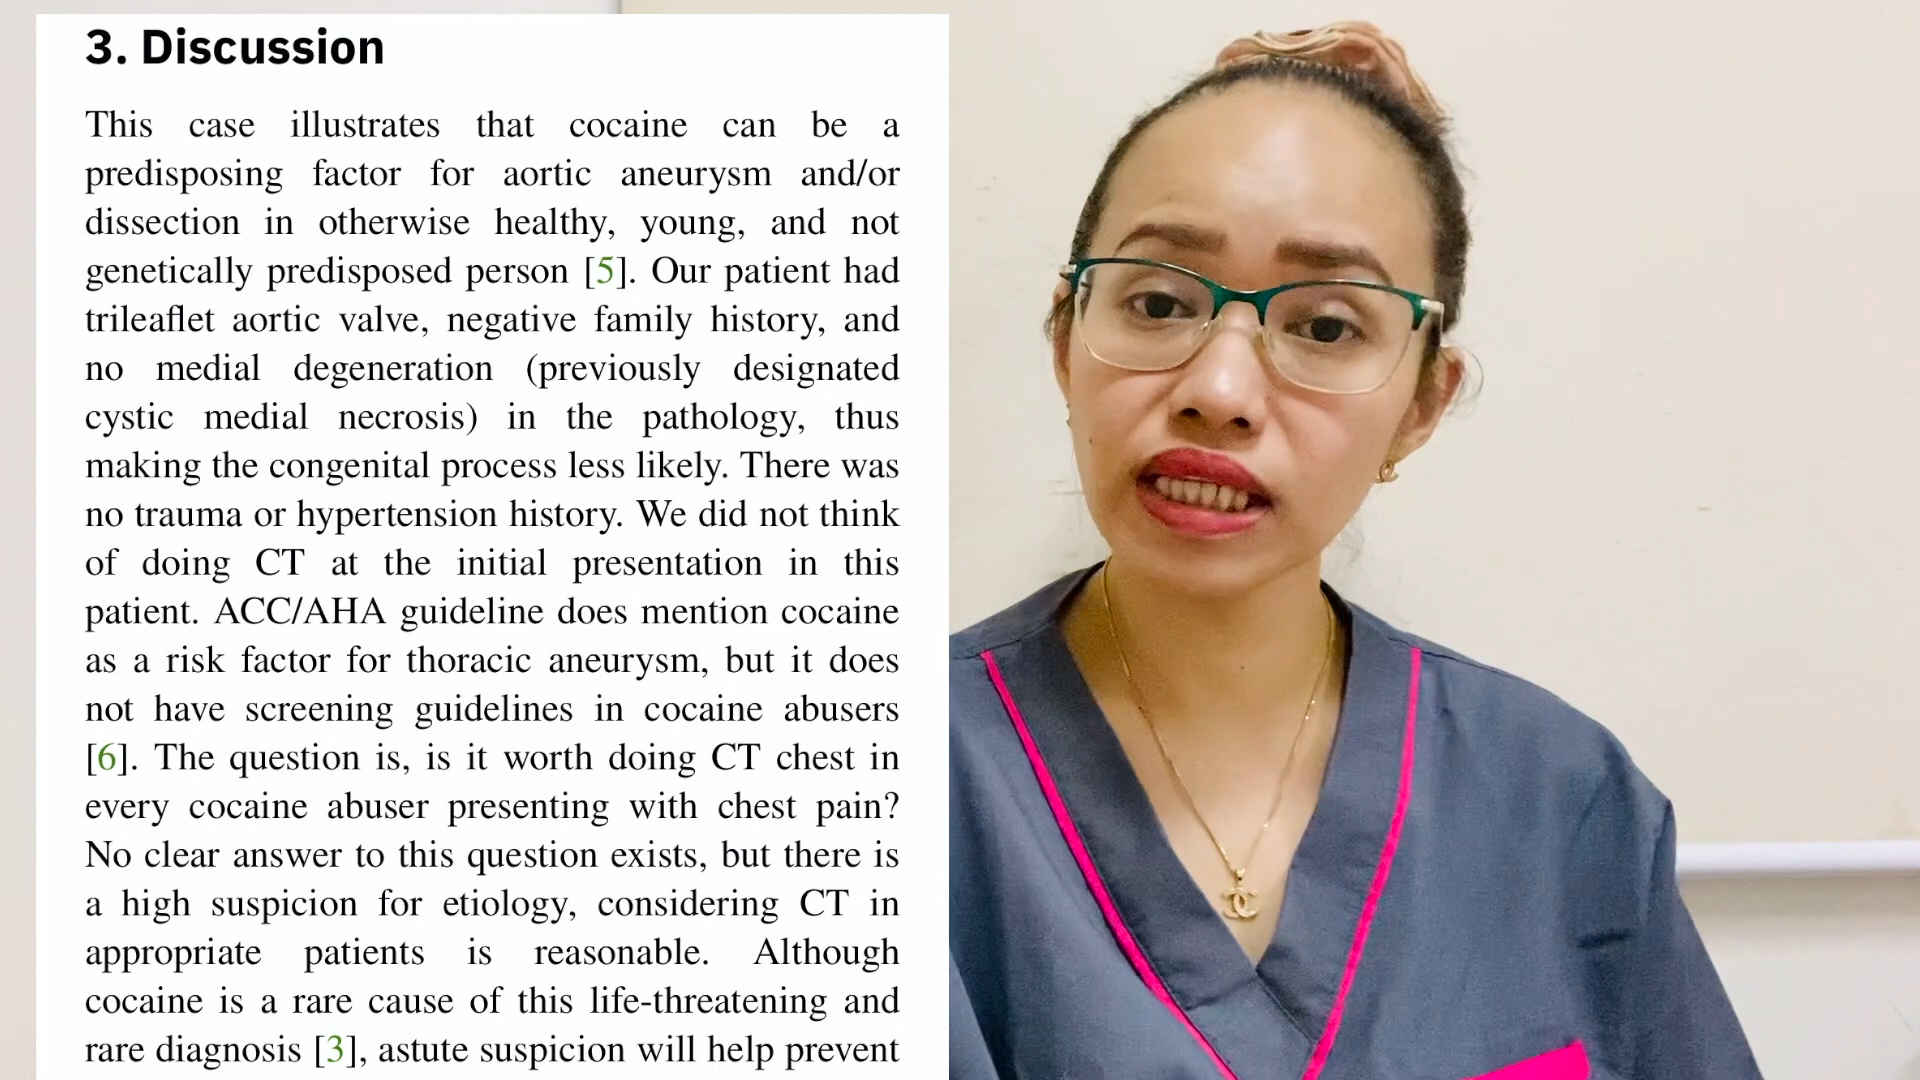 3. Discussion
This case illustrates that cocaine can be a
predisposing factor for aortic aneurysm and/or
dissection in otherwise healthy, young, and not
genetically predisposed person [5]. Our patient had
trileaflet aortic valve, negative family history, and
no medial degeneration (previously designated
cystic medial necrosis) in the pathology, thus
making the congenital process less likely. There was
no trauma or hypertension history. We did not think
of doing CT at the initial presentation in this
patient. ACC/AHA guideline does mention cocaine
as a risk factor for thoracic aneurysm, but it does
not have screening guidelines in cocaine abusers
[6]. The question is, is it worth doing CT chest in
every cocaine abuser presenting with chest pain?
No clear answer to this question exists, but there is
a high suspicion for etiology, considering CT in
appropriate patients is reasonable. Although
cocaine is a rare cause of this life-threatening and
rare diagnosis [3], astute suspicion will help prevent